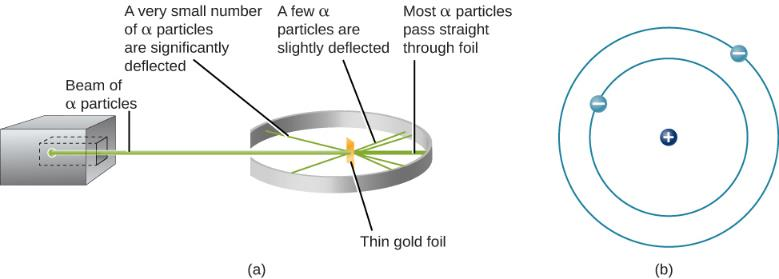 A very small number
of α particles
are significantly
deflected
A few α
particles are
slightly deflected
Most α particles
pass straight
through foil
Beam of
α particles
Thin gold foil
(a)
−
−
+
(b)